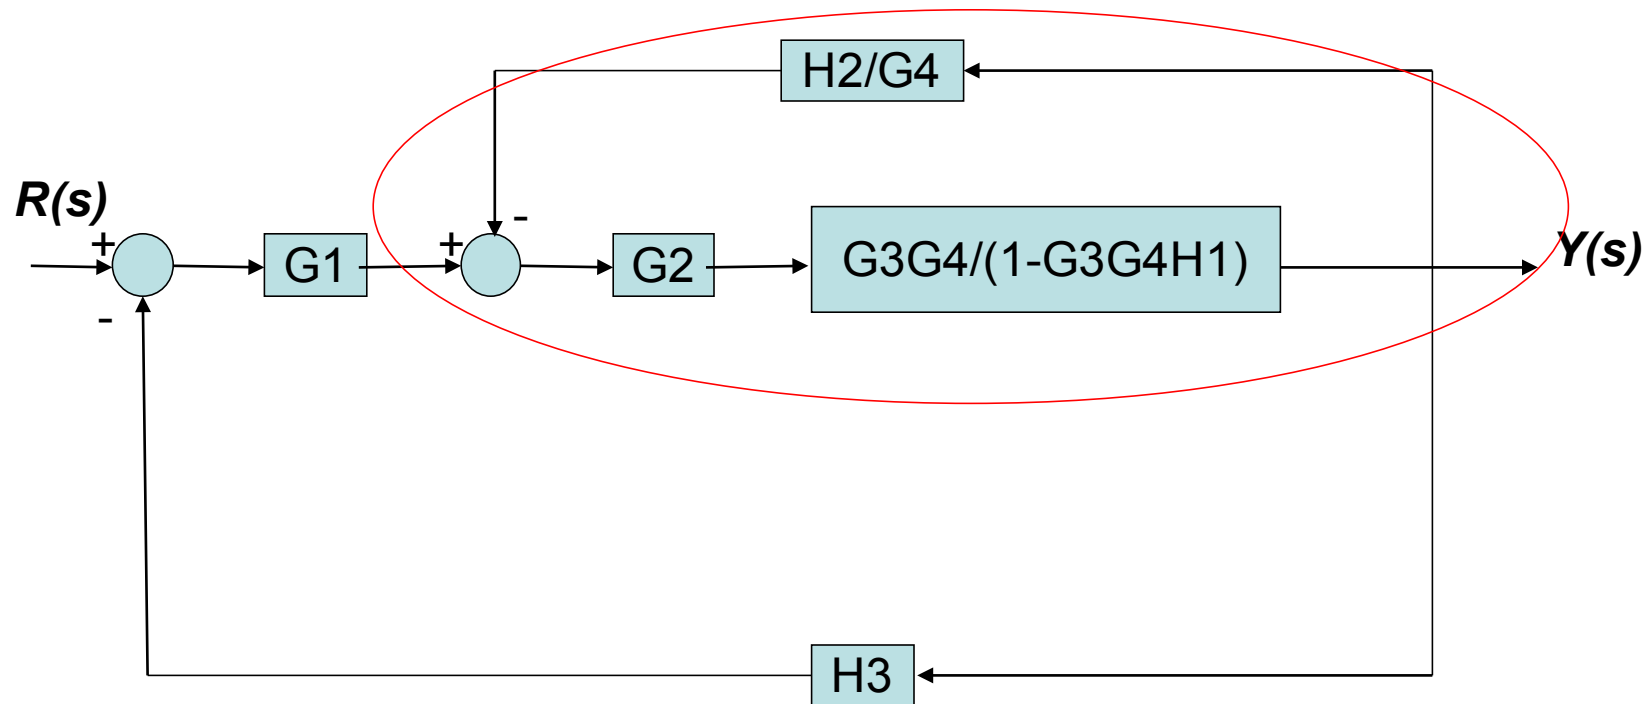 H2/G4
R(s)
-
+
+
G1
G2
G3G4/(1-G3G4H1)
Y(s)
-
H3